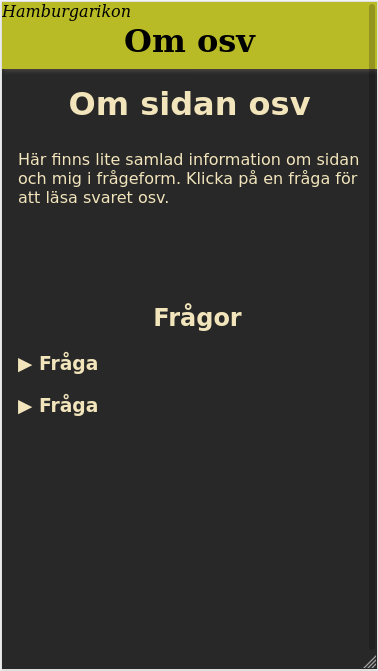 Hamburgarikon
Om osv
Om sidan osv
Här finns lite samlad information om sidan
och mig i frågeform. Klicka på en fråga för
att läsa svaret osv.
Frågor
▶ Fråga
▶ Fråga